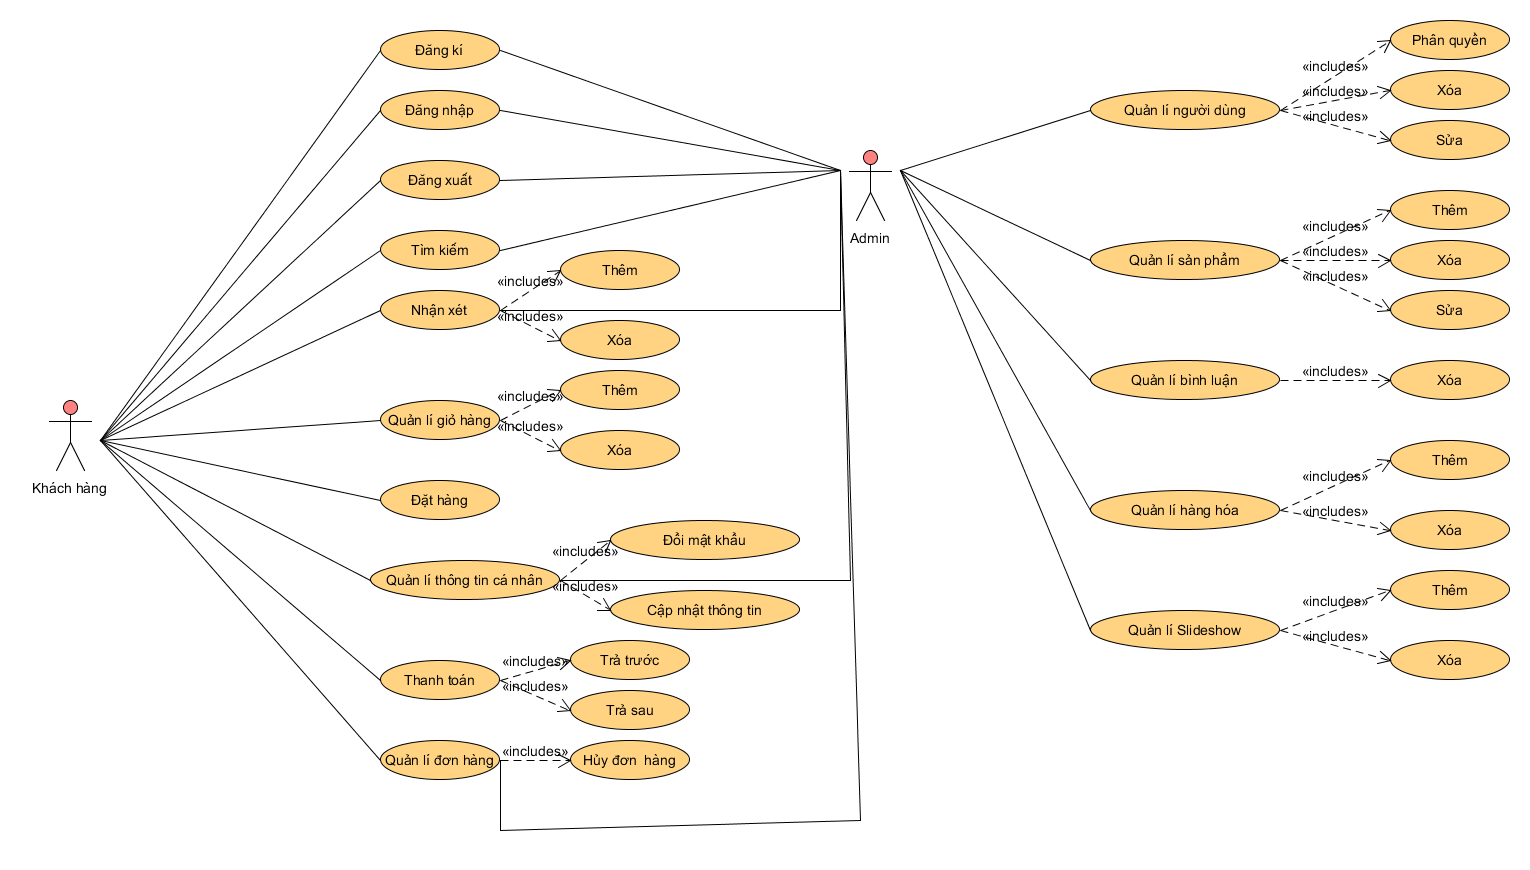 Đăng kí
Đăng nhập
Đăng xuất
Tìm kiếm
Nhận xét
«includes»
Thêm
«includes»
Xóa
Quản lí giỏ hàng
«includes»
Thêm
«includes»
Xóa
Khách hàng
Đặt hàng
Quản lí thông tin cá nhân
«includes»
Đổi mật khẩu
«includes»
Cập nhật thông tin
Thanh toán
«includes»
Trả trước
«includes»
Trả sau
Quản lí đơn hàng
«includes»
Hủy đơn  hàng
Admin
Quản lí người dùng
«includes»
Phân quyền
«includes»
Xóa
«includes»
Sửa
Quản lí sản phẩm
«includes»
Thêm
«includes»
Xóa
«includes»
Sửa
Quản lí bình luận
«includes»
Xóa
Quản lí hàng hóa
«includes»
Thêm
«includes»
Xóa
Quản lí Slideshow
«includes»
Thêm
«includes»
Xóa